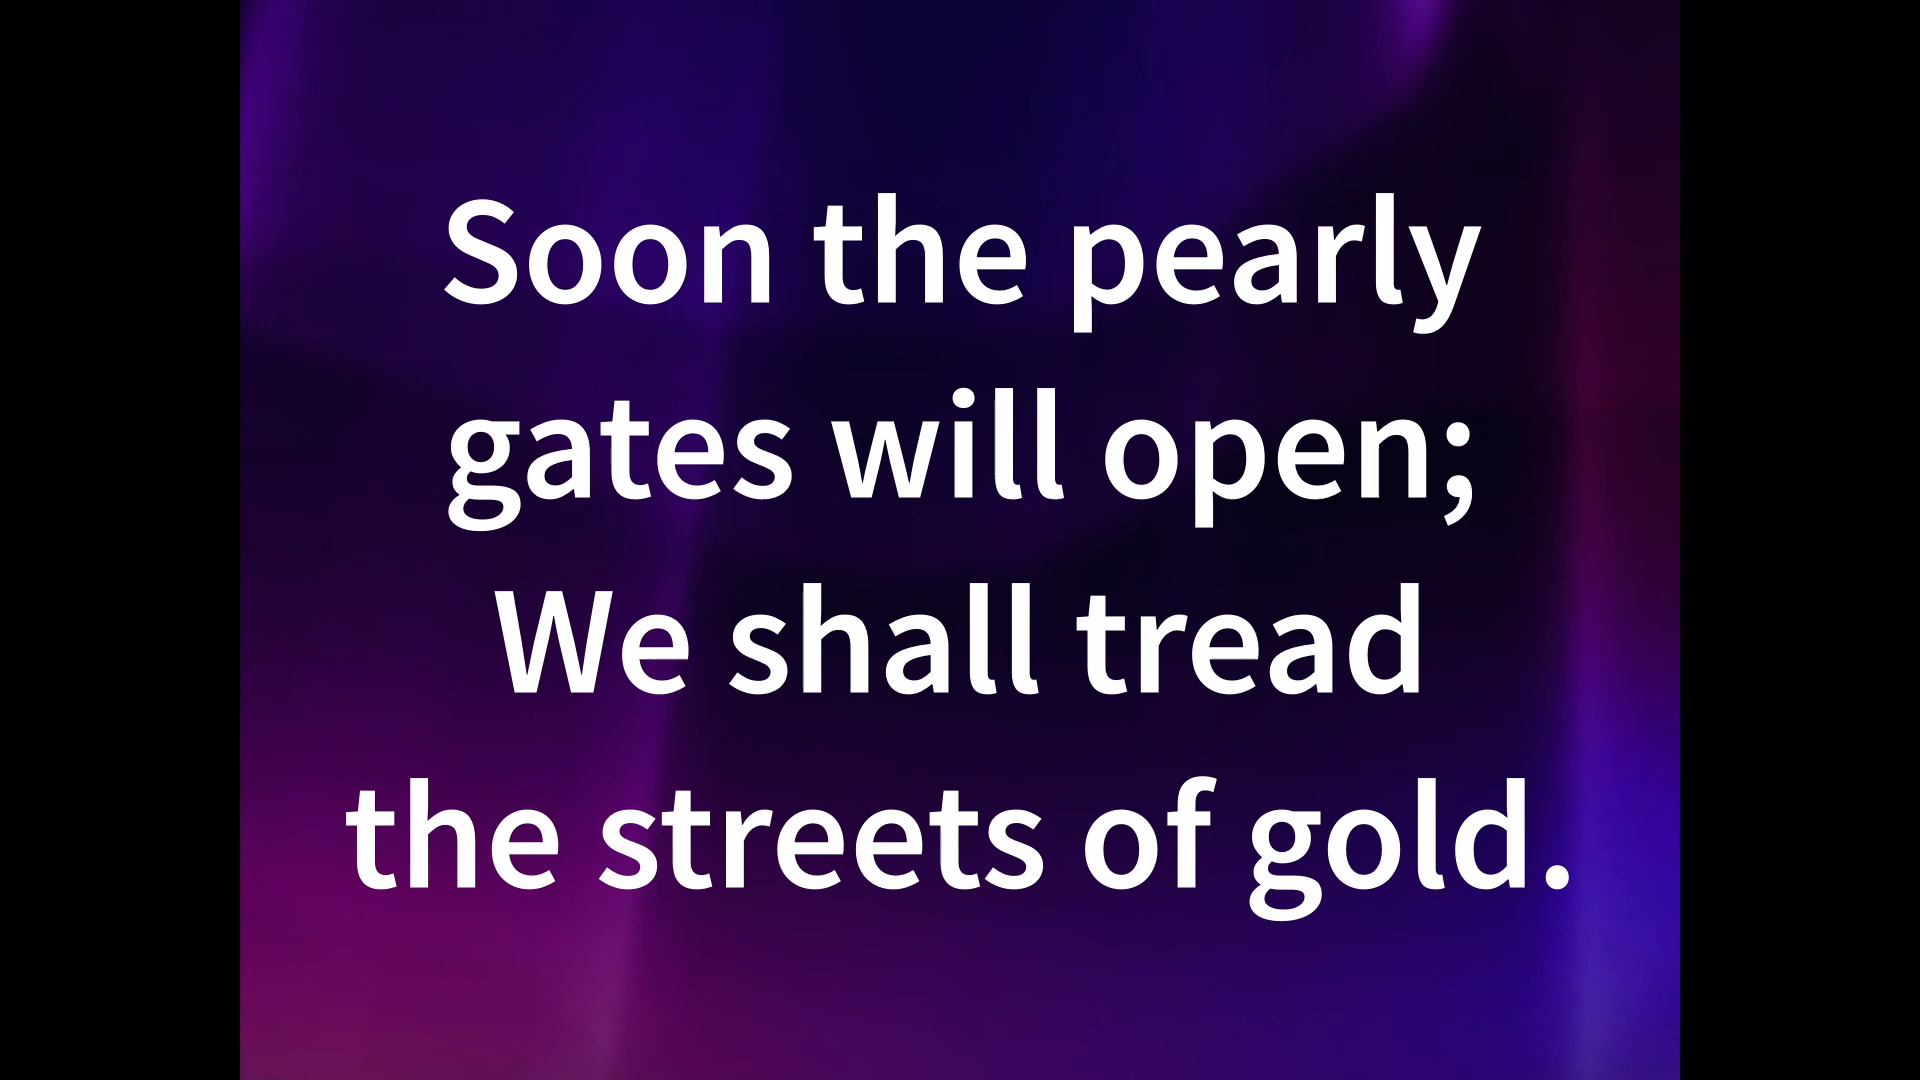 Soon the pearly
gates will open;
We shall tread
the streets of gold.